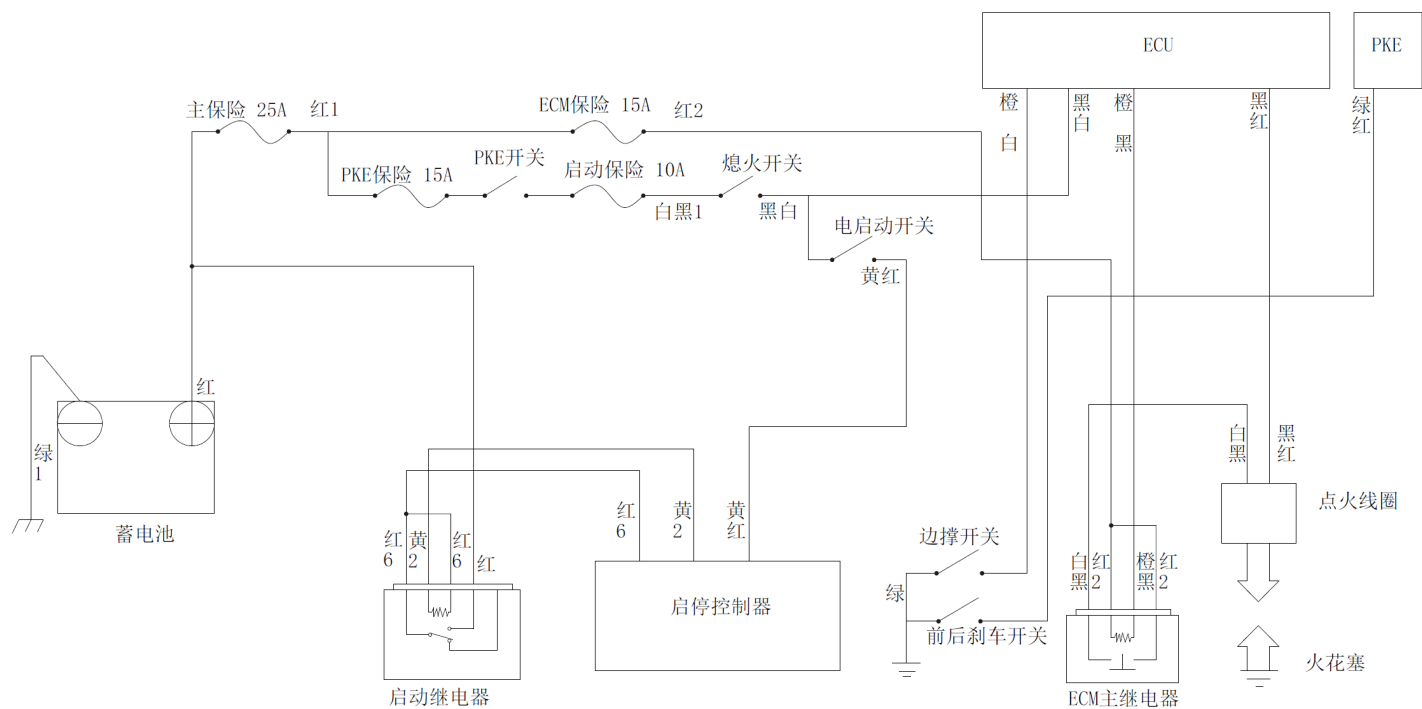 ECU
PKE
主保险 25A
红1
ECM保险 15A
红2
橙白
黑白
橙黑
黑红
绿红
PKE保险 15A
PKE开关
启动保险 10A
熄火开关
白黑1
黑白
电启动开关
黄红
红
绿1
蓄电池
红6
黄2
红6
红
启动继电器
红6
黄2
黄红
启停控制器
边撑开关
绿
前后刹车开关
白黑
红2
橙黑
红2
ECM主继电器
白黑
黑红
点火线圈
火花塞